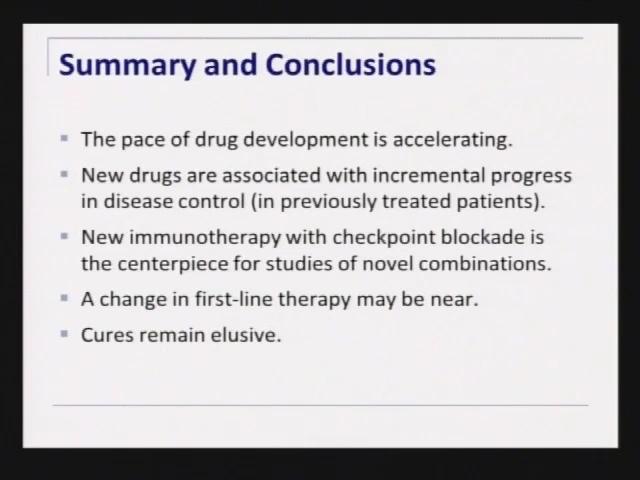 Summary and Conclusions
The pace of drug development is accelerating.
New drugs are associated with incremental progress
in disease control (in previously treated patients).
New immunotherapy with checkpoint blockade is
the centerpiece for studies of novel combinations.
A change in first-line therapy may be near.
Cures remain elusive.